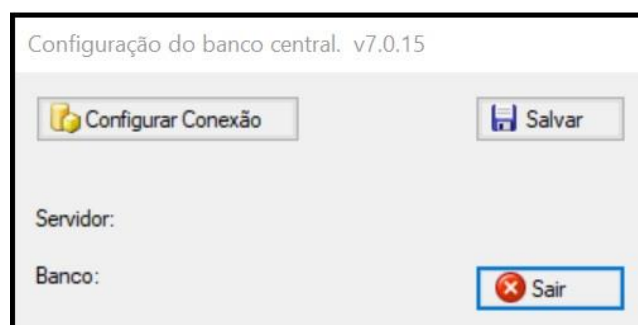 Configuração do banco central. v7.0.15
Configurar Conexão
Salvar
Servidor:
Banco:
Sair